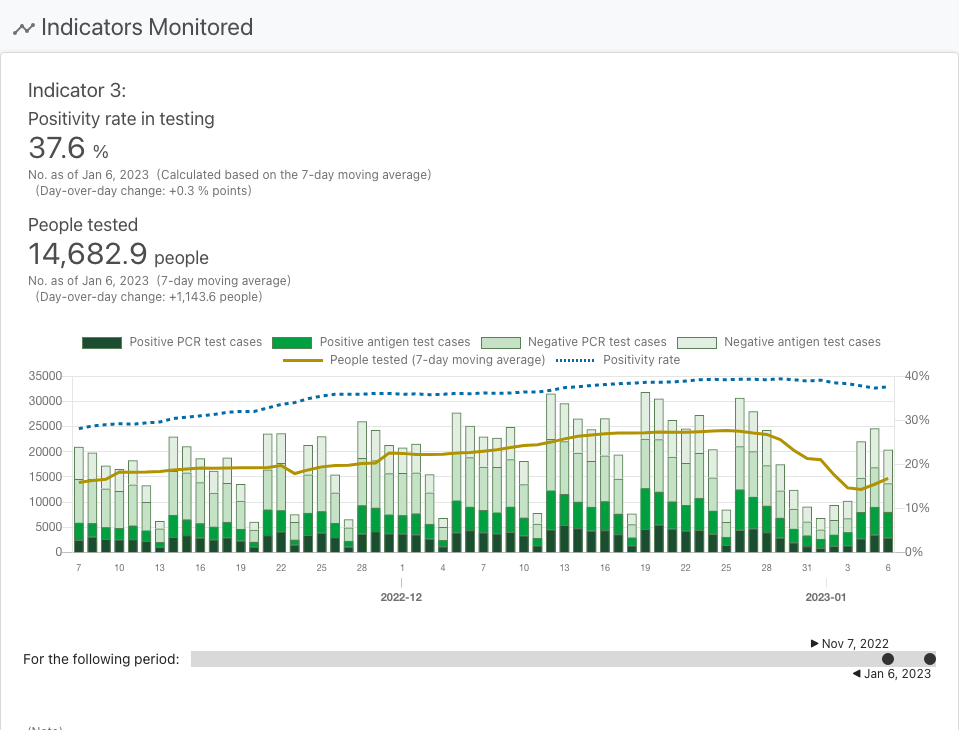 Indicators Monitored
Indicator 3:
Positivity rate in testing
37.6 %
No. as of Jan 6, 2023 (Calculated based on the 7-day moving average)
(Day-over-day change: +0.3 % points)
People tested
14,682.9 people
No. as of Jan 6, 2023 (7-day moving average)
(Day-over-day change: +1,143.6 people)
Positive PCR test cases Positive antigen test cases Negative PCR test cases Negative antigen test cases
People tested (7-day moving average) Positivity rate
35000 40%
30000
25000 30%
20000 20%
15000
10000 10%
5000
0 0%
7 10 13 16 19 22 25 28 1 4 7 10 13 16 19 22 25 28 31 3 6
2022-12 2023-01
Nov 7, 2022
For the following period:
Jan 6, 2023
(Note)